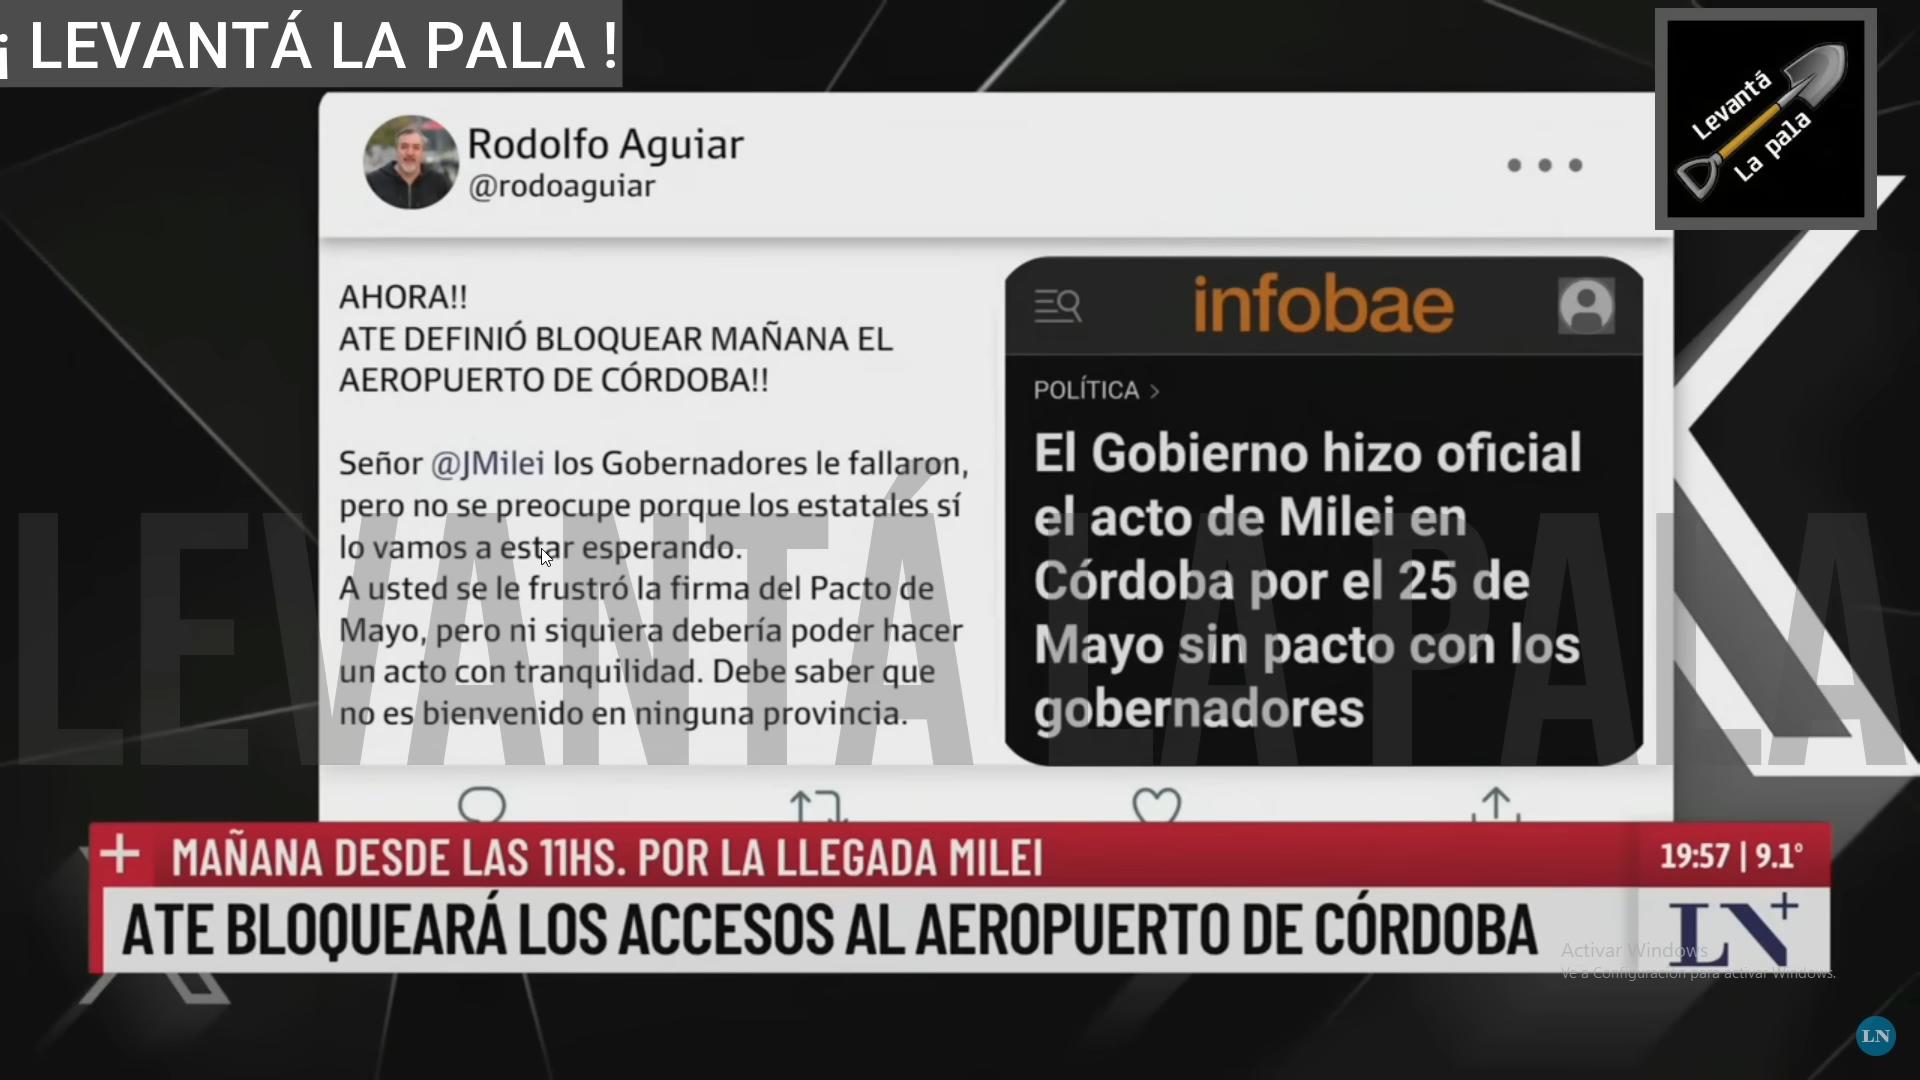 ¡ LEVANTÁ LA PALA !
Levantá
La pala
Rodolfo Aguiar
@rodoaguiar
AHORA!!
ATE DEFINIÓ BLOQUEAR MAÑANA EL
AEROPUERTO DE CÓRDOBA!!
Señor @JMilei los Gobernadores le fallaron,
pero no se preocupe porque los estatales sí
lo vamos a estar esperando.
A usted se le frustró la firma del Pacto de
Mayo, pero ni siquiera debería poder hacer
un acto con tranquilidad. Debe saber que
no es bienvenido en ninguna provincia.
infobae
POLÍTICA >
El Gobierno hizo oficial
el acto de Milei en
Córdoba por el 25 de
Mayo sin pacto con los
gobernadores
LEVANTÁ LA PALA
MAÑANA DESDE LAS 11HS. POR LA LLEGADA MILEI
19:57 | 9.1°
ATE BLOQUEARÁ LOS ACCESOS AL AEROPUERTO DE CÓRDOBA
LN+
Activar Windows
Ve a Configuración para activar Windows.
LN